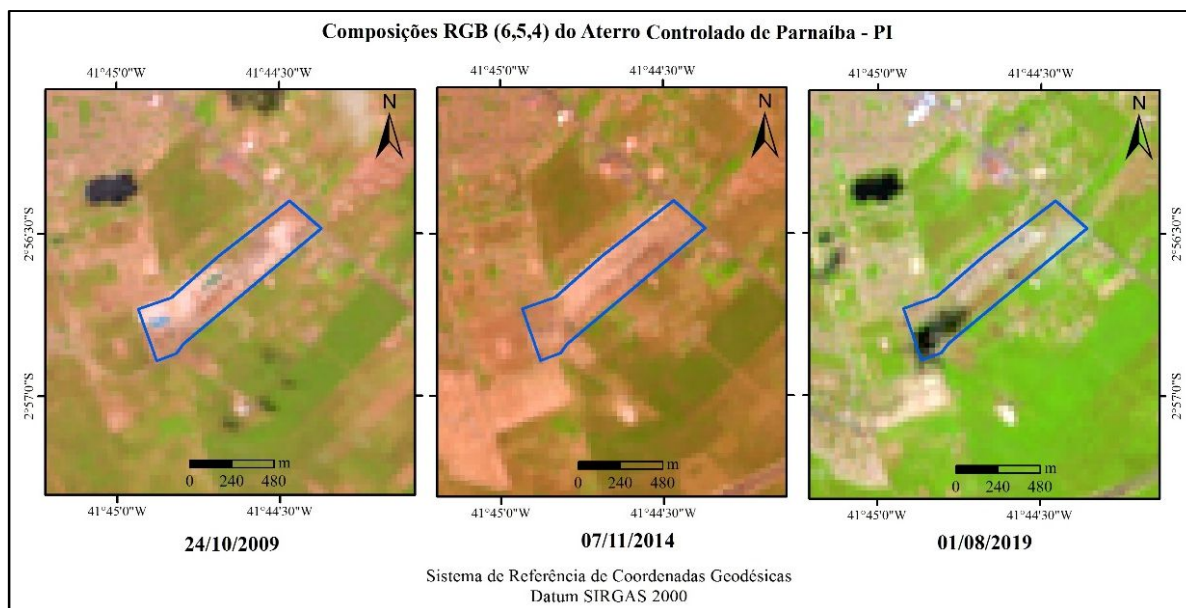 Composições RGB (6,5,4) do Aterro Controlado de Parnaíba - PI
41°45'0"W 41°44'30"W 41°45'0"W 41°44'30"W 41°45'0"W 41°44'30"W
N N N
2°56'30"S 2°56'30"S
2°57'0"S 2°57'0"S
m m m
0 240 480 0 240 480 0 240 480
41°45'0"W 41°44'30"W 41°45'0"W 41°44'30"W 41°45'0"W 41°44'30"W
24/10/2009 07/11/2014 01/08/2019
Sistema de Referência de Coordenadas Geodésicas
Datum SIRGAS 2000